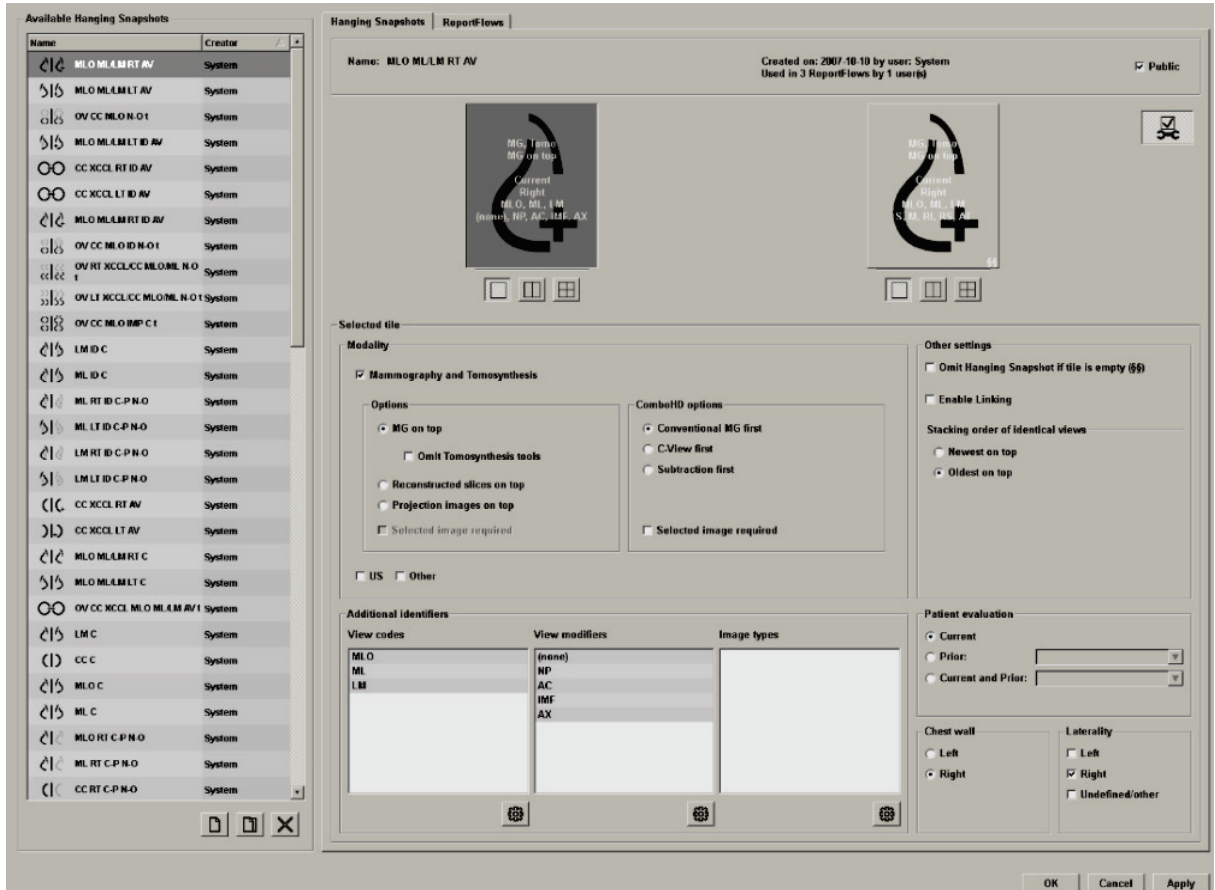 Available Hanging Snapshots
Name Creator
MLO ML/LM RT AV System
MLO ML/LM LT AV System
OV CC MLO N-O t System
MLO ML/LM LT ID AV System
CC XCCL RT ID AV System
CC XCCL LT ID AV System
MLO ML/LM RT ID AV System
OV CC MLO ID N-O t System
OV RT XCCL/CC MLO/ML N-O t System
OV LT XCCL/CC MLO/ML N-O t System
OV CC MLO IMP C t System
LM ID C System
ML ID C System
ML RT ID C-P N-O System
ML LT ID C-P N-O System
LM RT ID C-P N-O System
LM LT ID C-P N-O System
CC XCCL RT AV System
CC XCCL LT AV System
MLO ML/LM RT C System
MLO ML/LM LT C System
OV CC XCCL MLO ML/LM AV t System
LM C System
CC C System
MLO C System
ML C System
MLO RT C-P N-O System
ML RT C-P N-O System
CC RT C-P N-O System
Hanging Snapshots ReportFlows
Name: MLO ML/LM RT AV
Created on: 2007-10-10 by user: System
Used in 3 ReportFlows by 1 user(s)
Public
MG, Tomo
MG on top
Current
Right
MLO, ML, LM
(none), NP, AC, IMF, AX
MG, Tomo
MG on top
Current
Right
MLO, ML, LM
S, M, RL, RS, AT
§§
Selected tile
Modality
Mammography and Tomosynthesis
Options
MG on top
Omit Tomosynthesis tools
Reconstructed slices on top
Projection images on top
Selected image required
ComboHD options
Conventional MG first
C-View first
Subtraction first
Selected image required
US Other
Other settings
Omit Hanging Snapshot if tile is empty (§§)
Enable Linking
Stacking order of identical views
Newest on top
Oldest on top
Additional identifiers
View codes View modifiers Image types
MLO (none)
ML NP
LM AC
IMF
AX
Patient evaluation
Current
Prior:
Current and Prior:
Chest wall
Left
Right
Laterality
Left
Right
Undefined/other
OK Cancel Apply